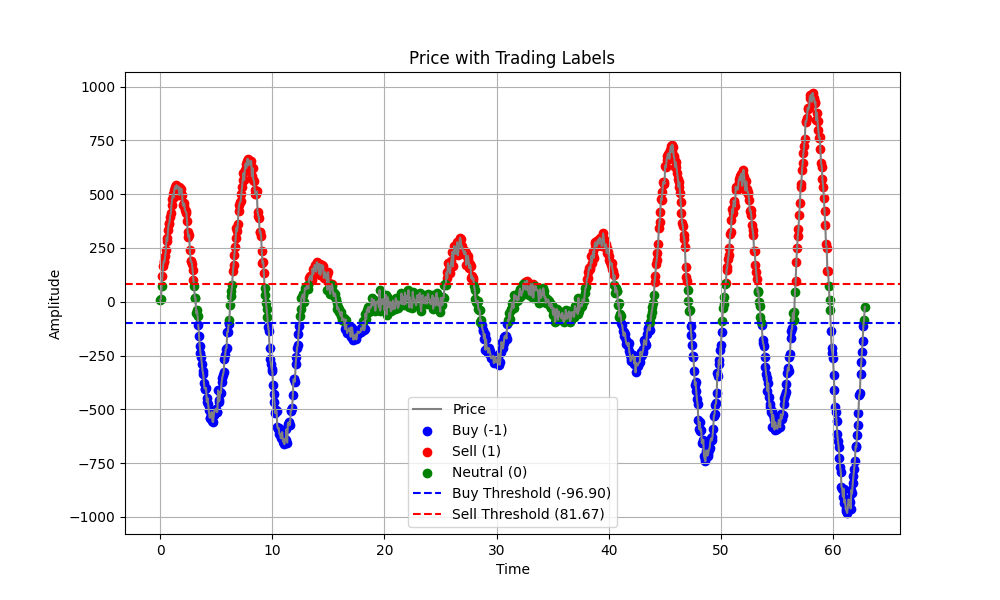 Price with Trading Labels
Amplitude
1000
750
500
250
0
−250
−500
−750
−1000
Price
Buy (-1)
Sell (1)
Neutral (0)
Buy Threshold (-96.90)
Sell Threshold (81.67)
0 10 20 30 40 50 60
Time